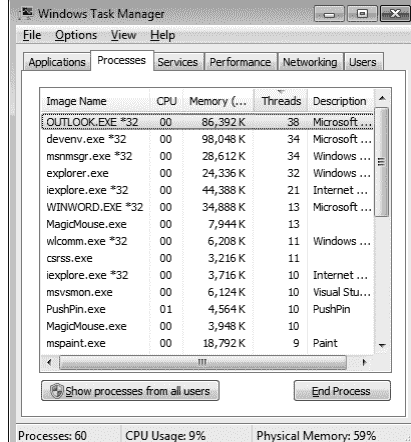 Windows Task Manager
File Options View Help
Applications Processes Services Performance Networking Users
Image Name CPU Memory (... Threads Description
OUTLOOK.EXE *32 00 86,392 K 38 Microsoft ...
devenv.exe *32 00 98,048 K 34 Microsoft ...
msnmsgr.exe *32 00 28,612 K 34 Windows ...
explorer.exe 00 24,336 K 32 Windows ...
iexplore.exe *32 00 44,388 K 21 Internet ...
WINWORD.EXE *32 00 34,888 K 13 Microsoft ...
MagicMouse.exe 00 7,944 K 13
wlcomm.exe *32 00 6,208 K 11 Windows ...
csrss.exe 00 3,216 K 11
iexplore.exe *32 00 3,716 K 10 Internet ...
msvsmon.exe 00 6,124 K 10 Visual Stu...
PushPin.exe 01 4,564 K 10 PushPin
MagicMouse.exe 00 3,948 K 10
mspaint.exe 00 18,792 K 9 Paint
Show processes from all users End Process
Processes: 60 CPU Usage: 9% Physical Memory: 59%